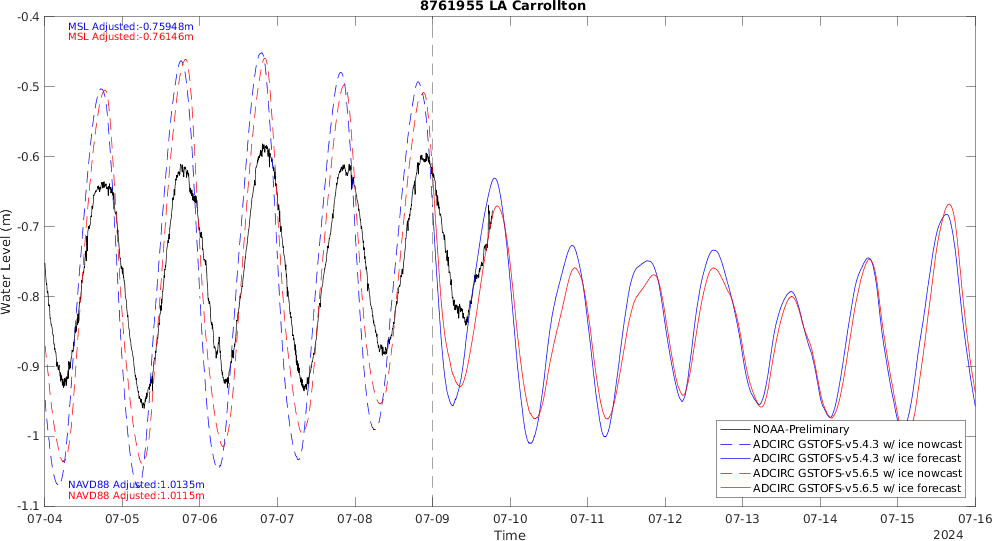 8761955 LA Carrollton
MSL Adjusted:-0.75948m
MSL Adjusted:-0.76146m
-0.4
-0.5
-0.6
-0.7
-0.8
-0.9
-1
-1.1
Water Level (m)
NAVD88 Adjusted:1.0135m
NAVD88 Adjusted:1.0115m
NOAA-Preliminary
ADCIRC GSTOFS-v5.4.3 w/ ice nowcast
ADCIRC GSTOFS-v5.4.3 w/ ice forecast
ADCIRC GSTOFS-v5.6.5 w/ ice nowcast
ADCIRC GSTOFS-v5.6.5 w/ ice forecast
07-04 07-05 07-06 07-07 07-08 07-09 07-10 07-11 07-12 07-13 07-14 07-15 07-16
Time
2024